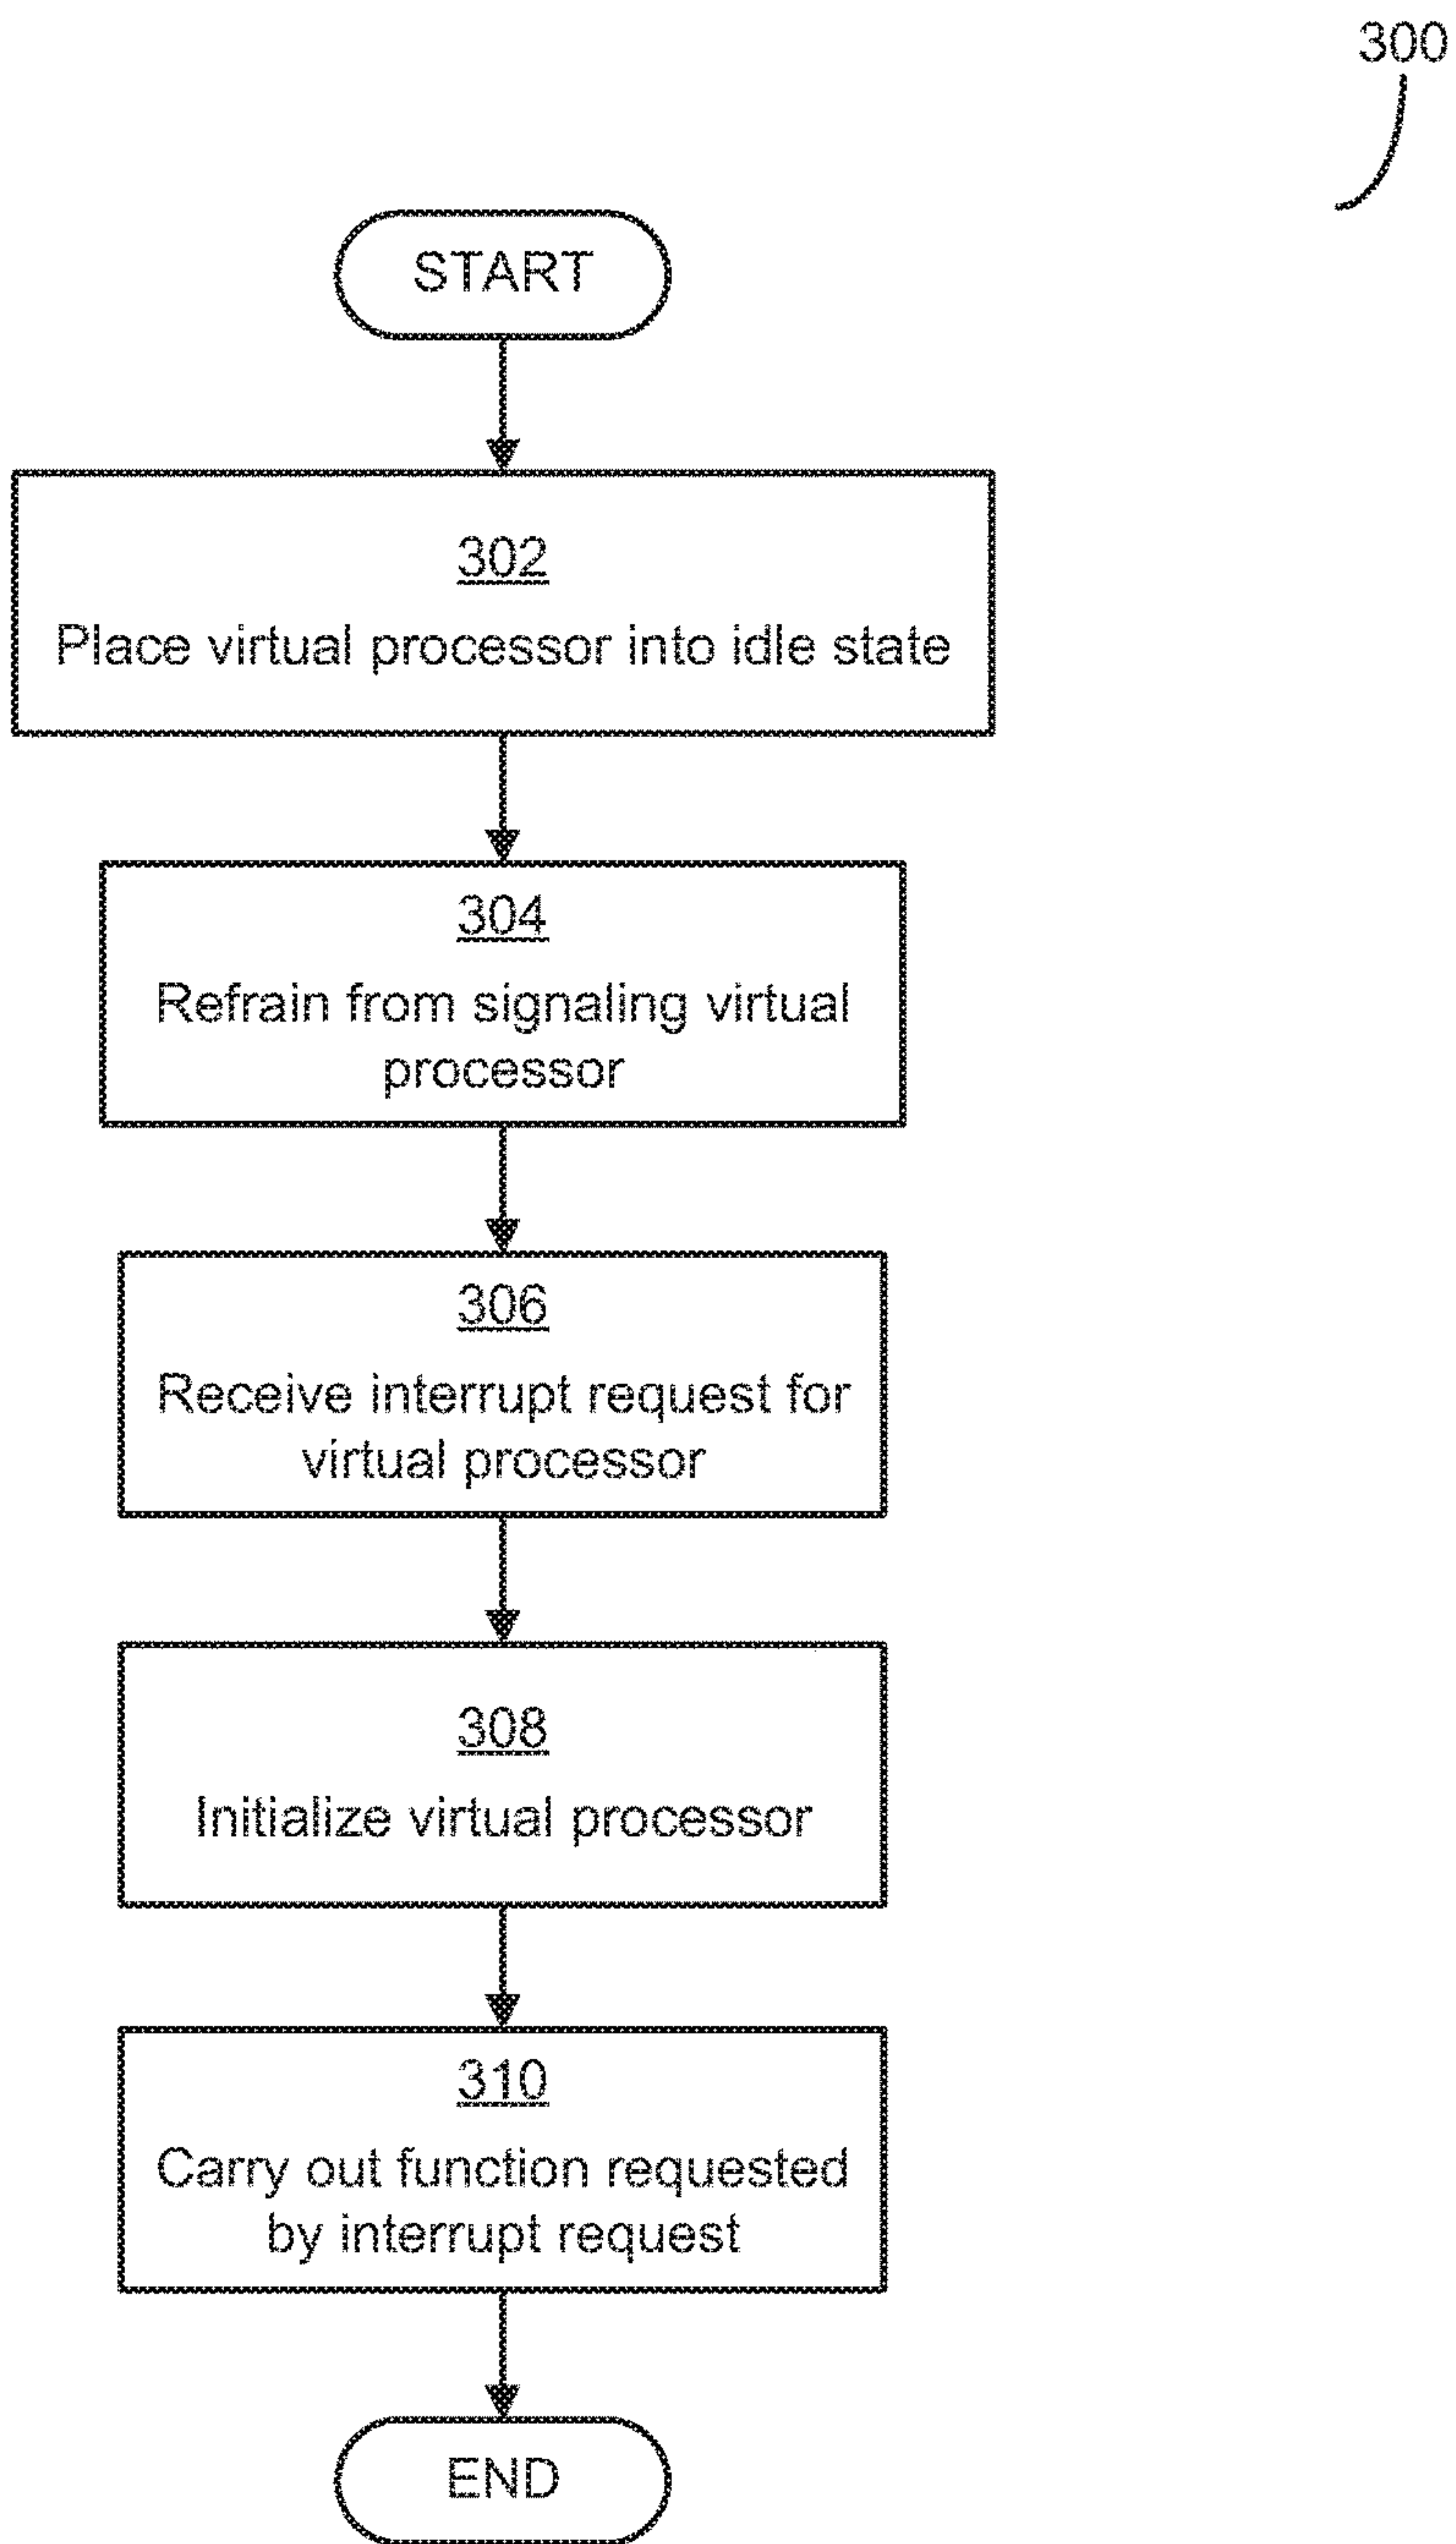 300
START
302
Place virtual processor into idle state
304
Refrain from signaling virtual
processor
306
Receive interrupt request for
virtual processor
308
Initialize virtual processor
310
Carry out function requested
by interrupt request
END